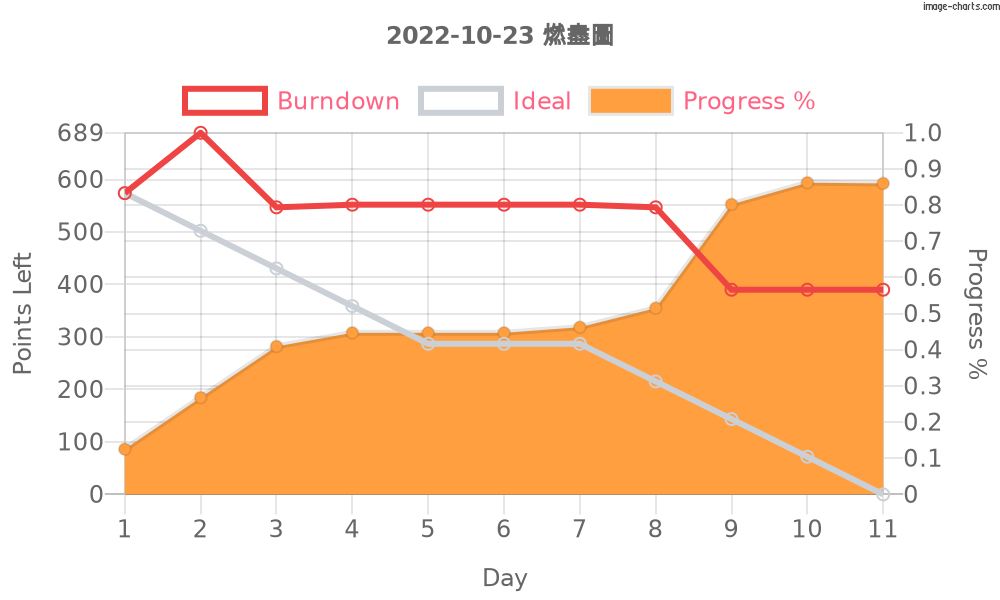 image-charts.com
2022-10-23 燃盡圖
Burndown Ideal Progress %
689 1.0
0.9
600
0.8
500
0.7
400 0.6
0.5
300
0.4
200 0.3
0.2
100
0.1
0 0
Points Left
Progress %
1 2 3 4 5 6 7 8 9 10 11
Day